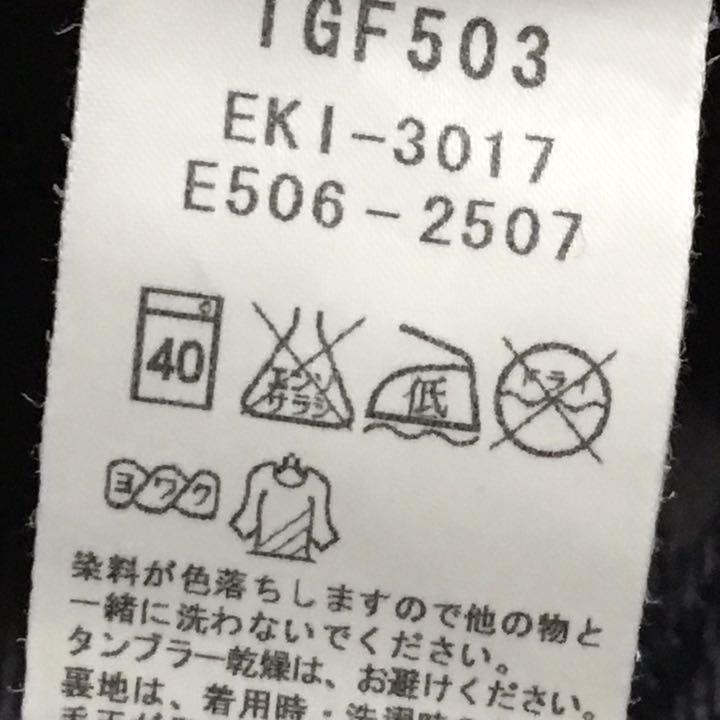 TGF503
EKI-3017
E506-2507
40
エンソ
サラシ
低
ドライ
ヨワク
染料が色落ちしますので他の物と
一緒に洗わないでください。
タンブラー乾燥は、お避けください。
裏地は、着用時・洗濯時